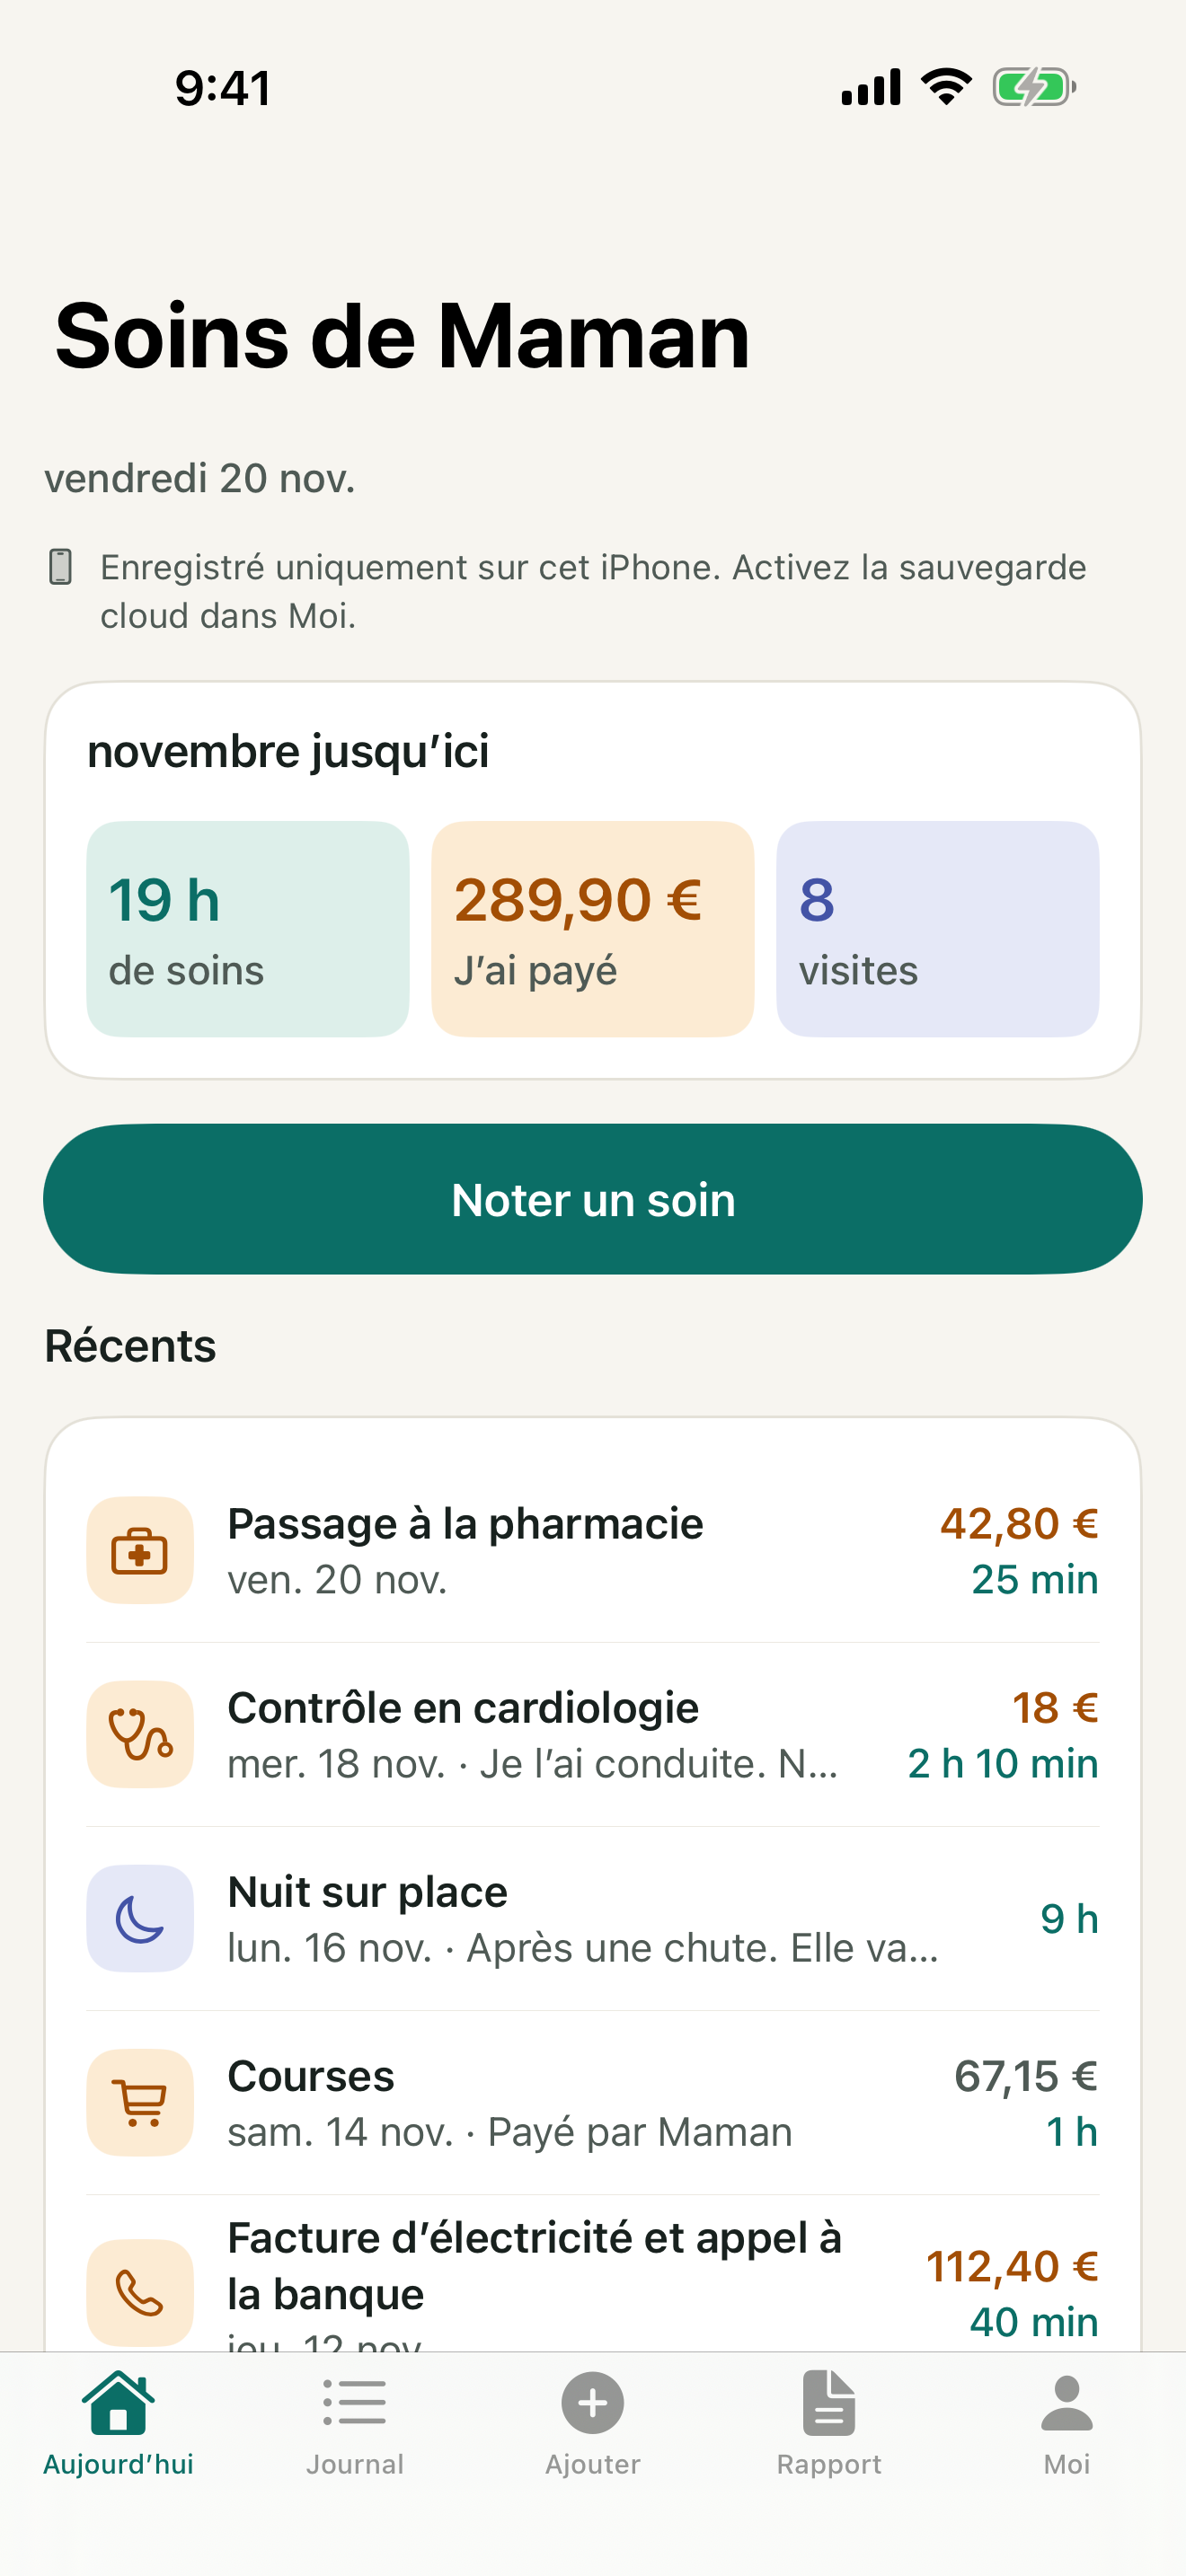 9:41
Soins de Maman
vendredi 20 nov.
Enregistré uniquement sur cet iPhone. Activez la sauvegarde
cloud dans Moi.
novembre jusqu’ici
19 h
de soins
289,90 €
J’ai payé
8
visites
Noter un soin
Récents
Passage à la pharmacie
42,80 €
ven. 20 nov.
25 min
Contrôle en cardiologie
18 €
mer. 18 nov. · Je l’ai conduite. N...
2 h 10 min
Nuit sur place
lun. 16 nov. · Après une chute. Elle va...
9 h
Courses
67,15 €
sam. 14 nov. · Payé par Maman
1 h
Facture d’électricité et appel à
la banque
112,40 €
jeu. 12 nov.
40 min
Aujourd’hui
Journal
Ajouter
Rapport
Moi